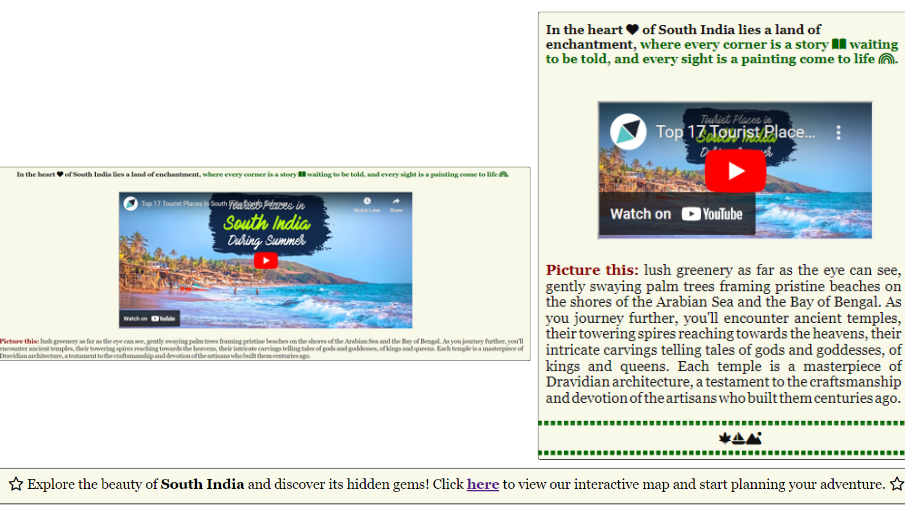 In the heart of South India lies a land of enchantment, where every corner is a story waiting to be told, and every sight is a painting come to life.
Top 17 Tourist Places In South India During Summer
Watch Later
Share
Tourist Places in
South India
During Summer
Watch on YouTube
Picture this: lush greenery as far as the eye can see, gently swaying palm trees framing pristine beaches on the shores of the Arabian Sea and the Bay of Bengal. As you journey further, you'll
encounter ancient temples, their towering spires reaching towards the heavens, their intricate carvings telling tales of gods and goddesses, of kings and queens. Each temple is a masterpiece of
Dravidian architecture, a testament to the craftsmanship and devotion of the artisans who built them centuries ago.
In the heart of South India lies a land of
enchantment, where every corner is a story waiting
to be told, and every sight is a painting come to life.
Tourist Places in
Top 17 Tourist Place...
South India
During Summer
Watch on YouTube
Picture this: lush greenery as far as the eye can see,
gently swaying palm trees framing pristine beaches on
the shores of the Arabian Sea and the Bay of Bengal. As
you journey further, you'll encounter ancient temples,
their towering spires reaching towards the heavens, their
intricate carvings telling tales of gods and goddesses, of
kings and queens. Each temple is a masterpiece of
Dravidian architecture, a testament to the craftsmanship
and devotion of the artisans who built them centuries ago.
Explore the beauty of South India and discover its hidden gems! Click here to view our interactive map and start planning your adventure.